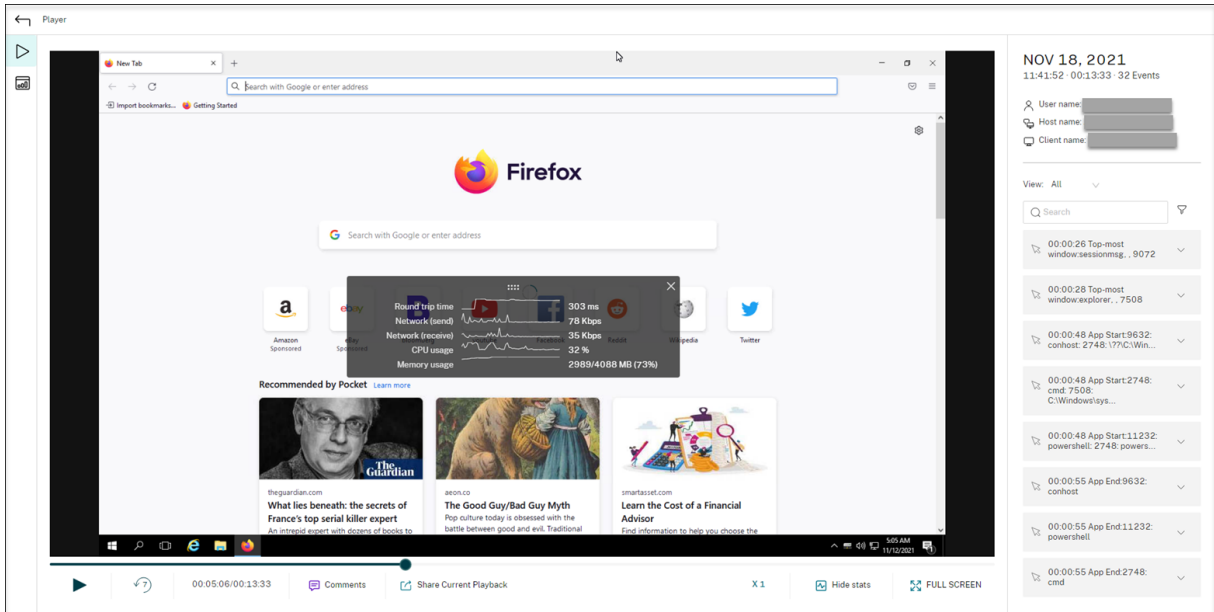 Player
New Tab
Search with Google or enter address
Import bookmarks... Getting Started
Firefox
Search with Google or enter address
a
ebay
Round trip time 303 ms
Network (send) 78 Kbps
Network (receive) 35 Kbps
CPU usage 32 %
Memory usage 2989/4088 MB (73%)
Amazon
Sponsored
eBay
Facebook
Reddit
Wikipedia
Twitter
Recommended by Pocket Learn more
The
Guardian
theguardian.com
What lies beneath: the secrets of
France's top serial killer expert
An intrepid expert with dozens of books to
aeon.co
The Good Guy/Bad Guy Myth
Pop culture today is obsessed with the
battle between good and evil. Traditional
smartasset.com
Learn the Cost of a Financial
Advisor
Find information to help you choose the
5:05 AM
11/12/2021
7
00:05:06/00:13:33
Comments
Share Current Playback
X 1
Hide stats
FULL SCREEN
NOV 18, 2021
11:41:52 · 00:13:33 · 32 Events
User name:
Host name:
Client name:
View: All
Search
00:00:26 Top-most
window:sessionmsg, , 9072
00:00:28 Top-most
window:explorer, , 7508
00:00:48 App Start:9632:
conhost: 2748: \??\C:\Win...
00:00:48 App Start:2748:
cmd: 7508:
C:\Windows\sys...
00:00:48 App Start:11232:
powershell: 2748: powers...
00:00:55 App End:9632:
conhost
00:00:55 App End:11232:
powershell
00:00:55 App End:2748:
cmd